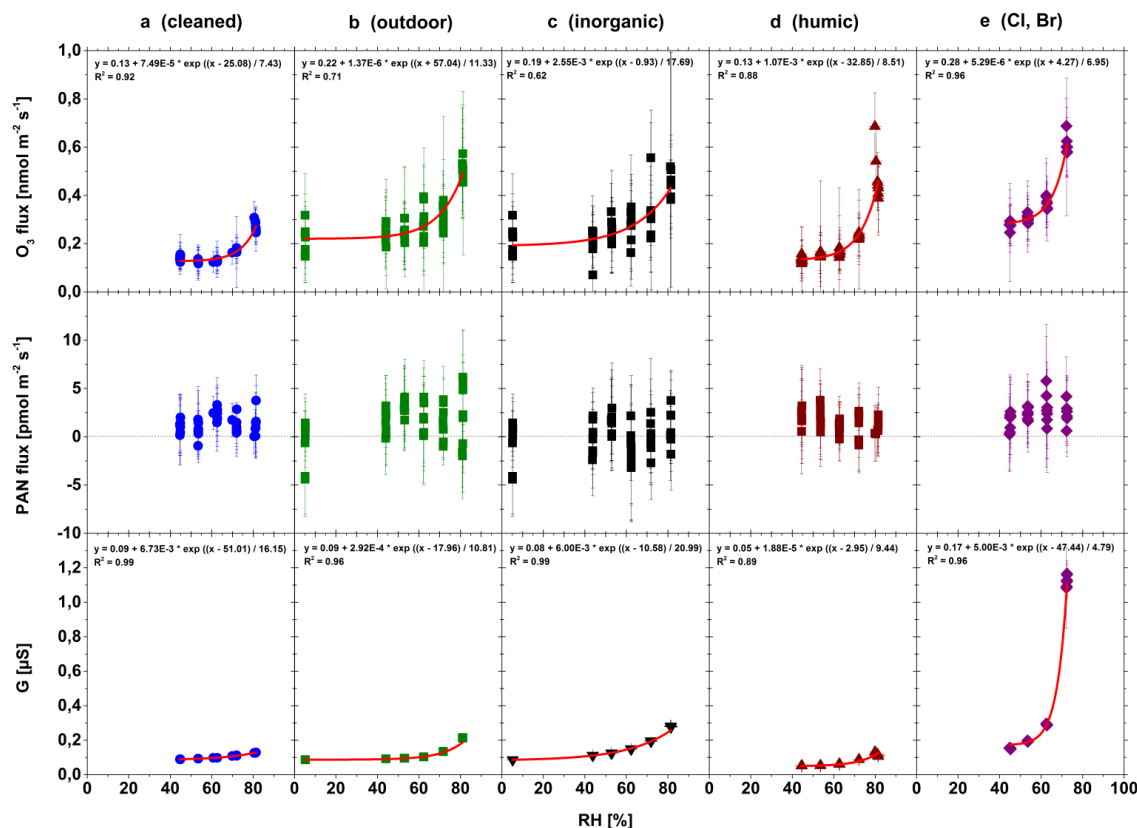 a (cleaned)
b (outdoor)
c (inorganic)
d (humic)
e (Cl, Br)
1,0
0,8
0,6
0,4
0,2
0,0
O3 flux [nmol m-2 s-1]
y = 0.13 + 7.49E-5 * exp ((x - 25.08) / 7.43)
R2 = 0.92
y = 0.22 + 1.37E-6 * exp ((x + 57.04) / 11.33)
R2 = 0.71
y = 0.19 + 2.55E-3 * exp ((x - 0.93) / 17.69)
R2 = 0.62
y = 0.13 + 1.07E-3 * exp ((x - 32.85) / 8.51)
R2 = 0.88
y = 0.28 + 5.29E-6 * exp ((x + 4.27) / 6.95)
R2 = 0.96
10
5
0
-5
-10
PAN flux [pmol m-2 s-1]
1,2
1,0
0,8
0,6
0,4
0,2
0,0
G [µS]
y = 0.09 + 6.73E-3 * exp ((x - 51.01) / 16.15)
R2 = 0.99
y = 0.09 + 2.92E-4 * exp ((x - 17.96) / 10.81)
R2 = 0.96
y = 0.08 + 6.00E-3 * exp ((x - 10.58) / 20.99)
R2 = 0.99
y = 0.05 + 1.88E-5 * exp ((x - 2.95) / 9.44)
R2 = 0.89
y = 0.17 + 5.00E-3 * exp ((x - 47.44) / 4.79)
R2 = 0.96
0 20 40 60 80 0 20 40 60 80 0 20 40 60 80 0 20 40 60 80 0 20 40 60 80 100
RH [%]